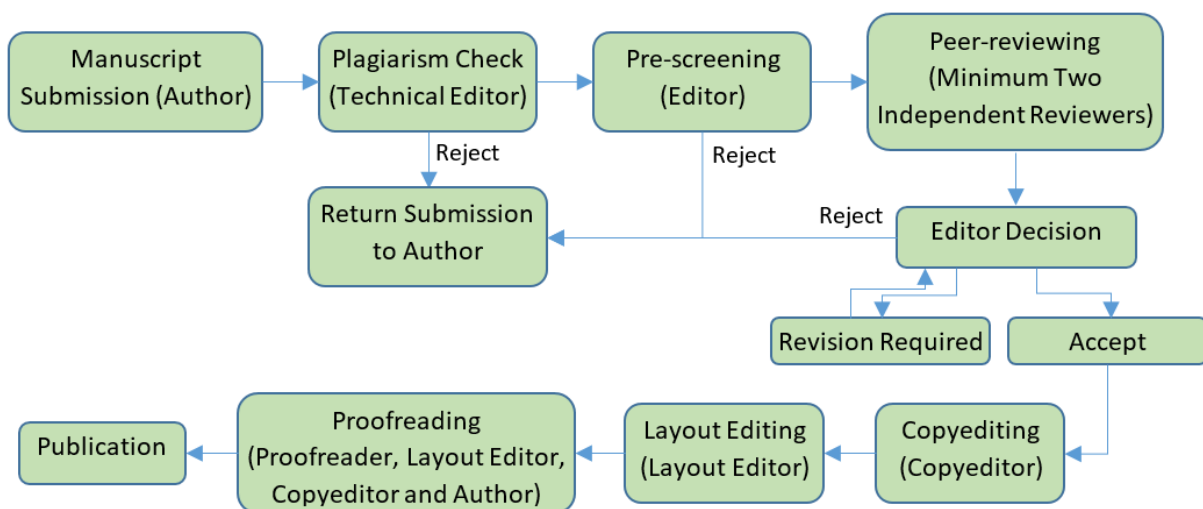 Manuscript
Submission (Author)
Plagiarism Check
(Technical Editor)
Pre-screening
(Editor)
Peer-reviewing
(Minimum Two
Independent Reviewers)
Reject
Reject
Return Submission
to Author
Reject
Editor Decision
Revision Required
Accept
Publication
Proofreading
(Proofreader, Layout Editor,
Copyeditor and Author)
Layout Editing
(Layout Editor)
Copyediting
(Copyeditor)